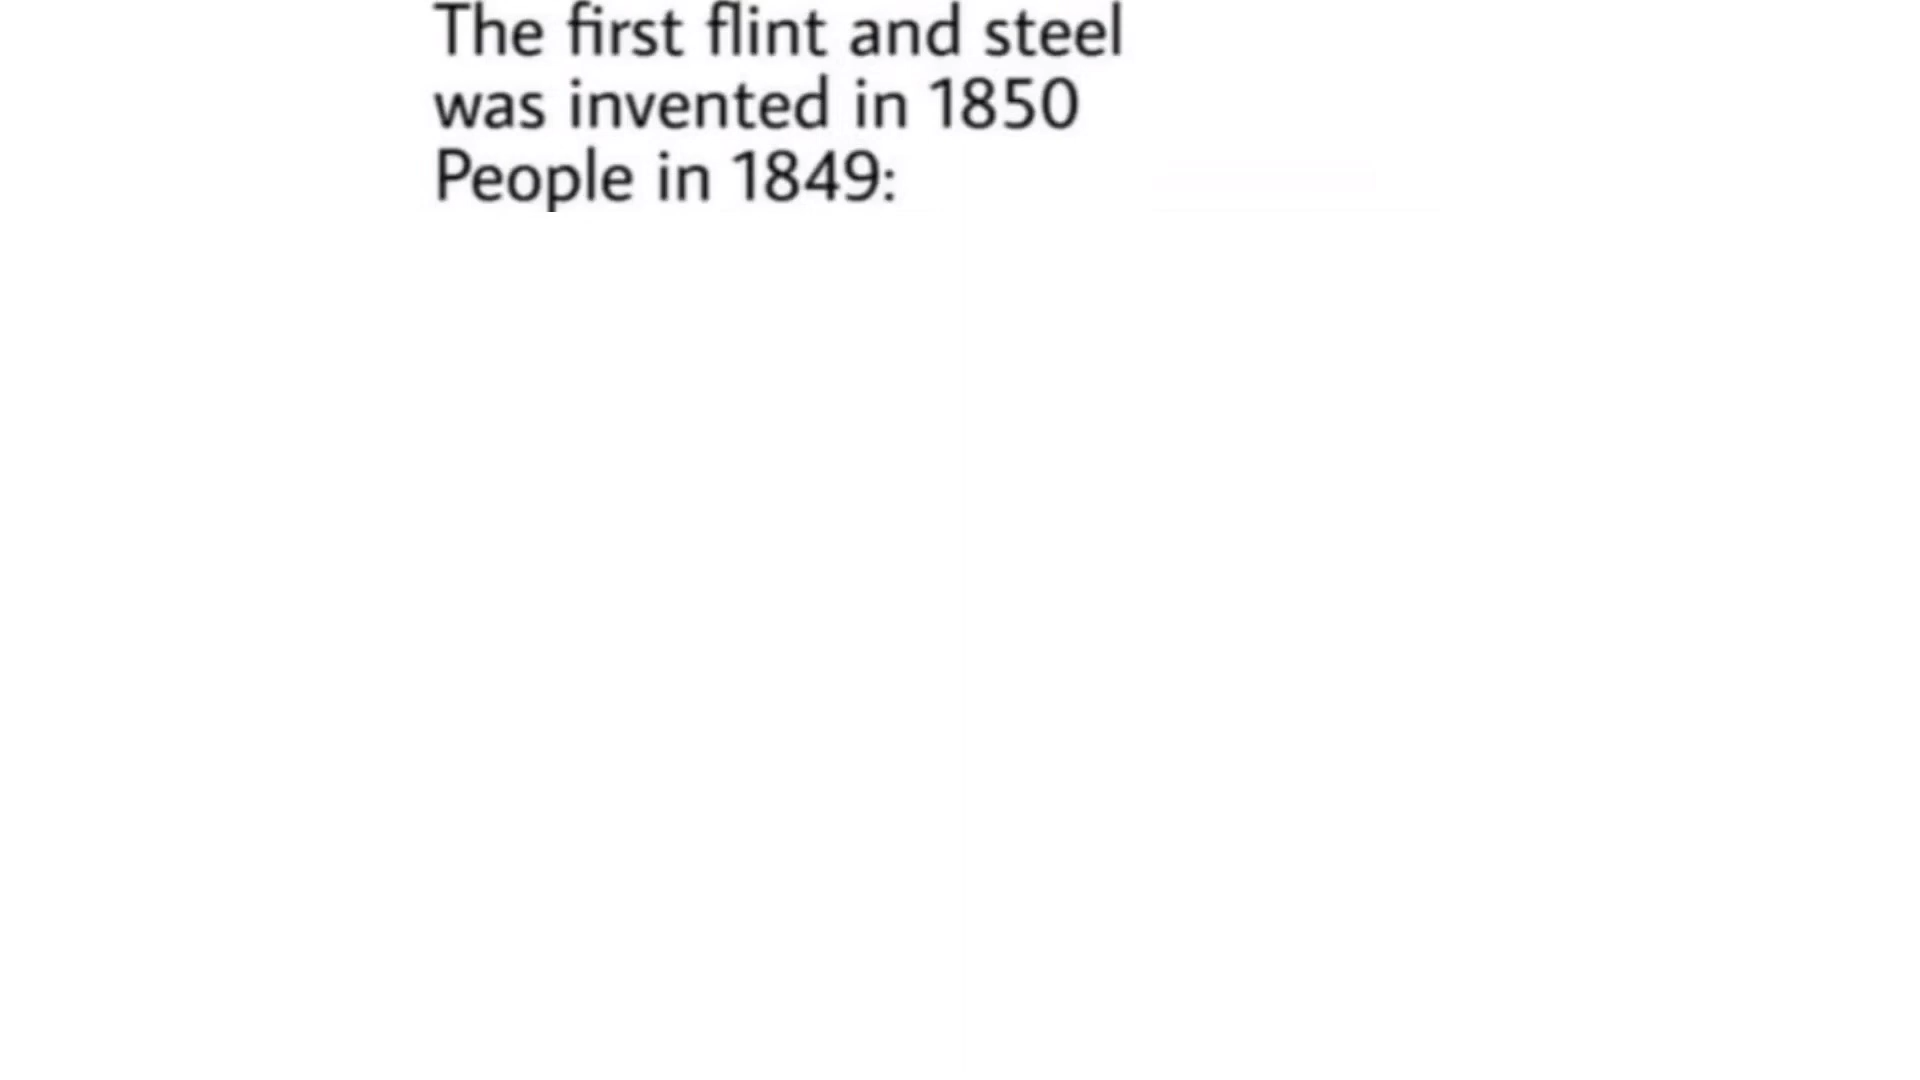 The first flint and steel
was invented in 1850
People in 1849: